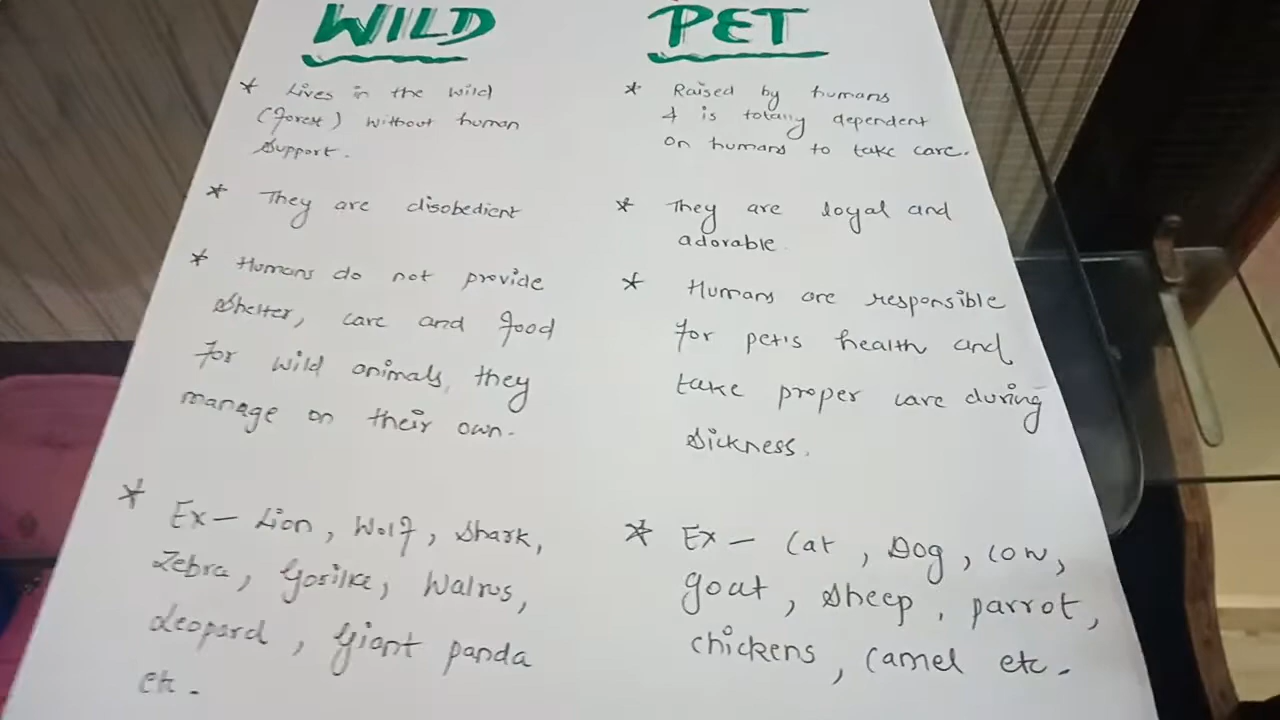 WILD
* Lives in the wild
(forest) without human
support.
* They are disobedient
* Humans do not provide
shelter, care and food
for wild animals, they
manage on their own.
* Ex- Lion, Wolf, Shark,
Zebra, Gorilla, Walrus,
Leopard, Giant panda
etc.
PET
* Raised by humans
& is totally dependent
on humans to take care.
* They are loyal and
adorable.
* Humans are responsible
for pet's health and
take proper care during
sickness.
* Ex- Cat, Dog, Cow,
goat, sheep, parrot,
chickens, Camel etc.